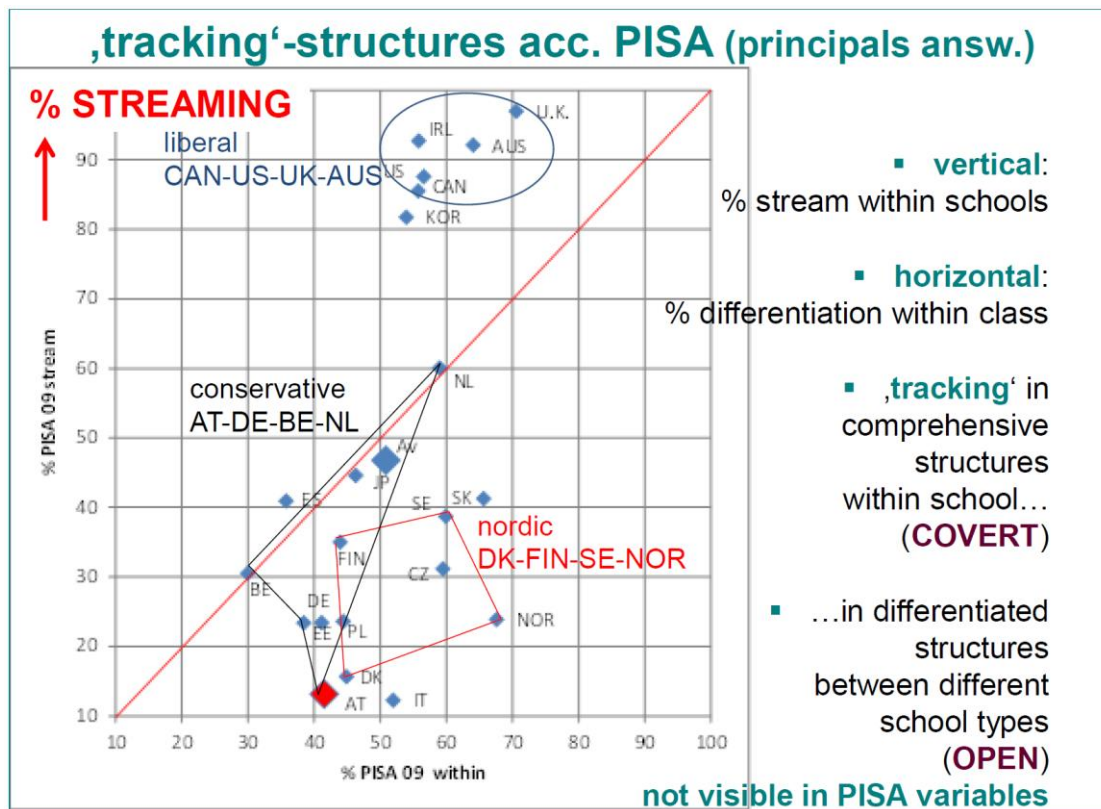 ‚tracking‘-structures acc. PISA (principals answ.)
% STREAMING
liberal
CAN-US-UK-AUS
90
80
70
60
50
40
30
20
10
% PISA 09 stream
U.K.
IRL
AUS
US
CAN
KOR
NL
conservative
AT-DE-BE-NL
Av
JP
ES
SE
SK
nordic
DK-FIN-SE-NOR
FIN
CZ
BE
DE
EE
PL
NOR
DK
AT
IT
10 20 30 40 50 60 70 80 90 100
% PISA 09 within
▪ vertical:
% stream within schools
▪ horizontal:
% differentiation within class
▪ ‚tracking‘ in
comprehensive
structures
within school…
(COVERT)
▪ …in differentiated
structures
between different
school types
(OPEN)
not visible in PISA variables